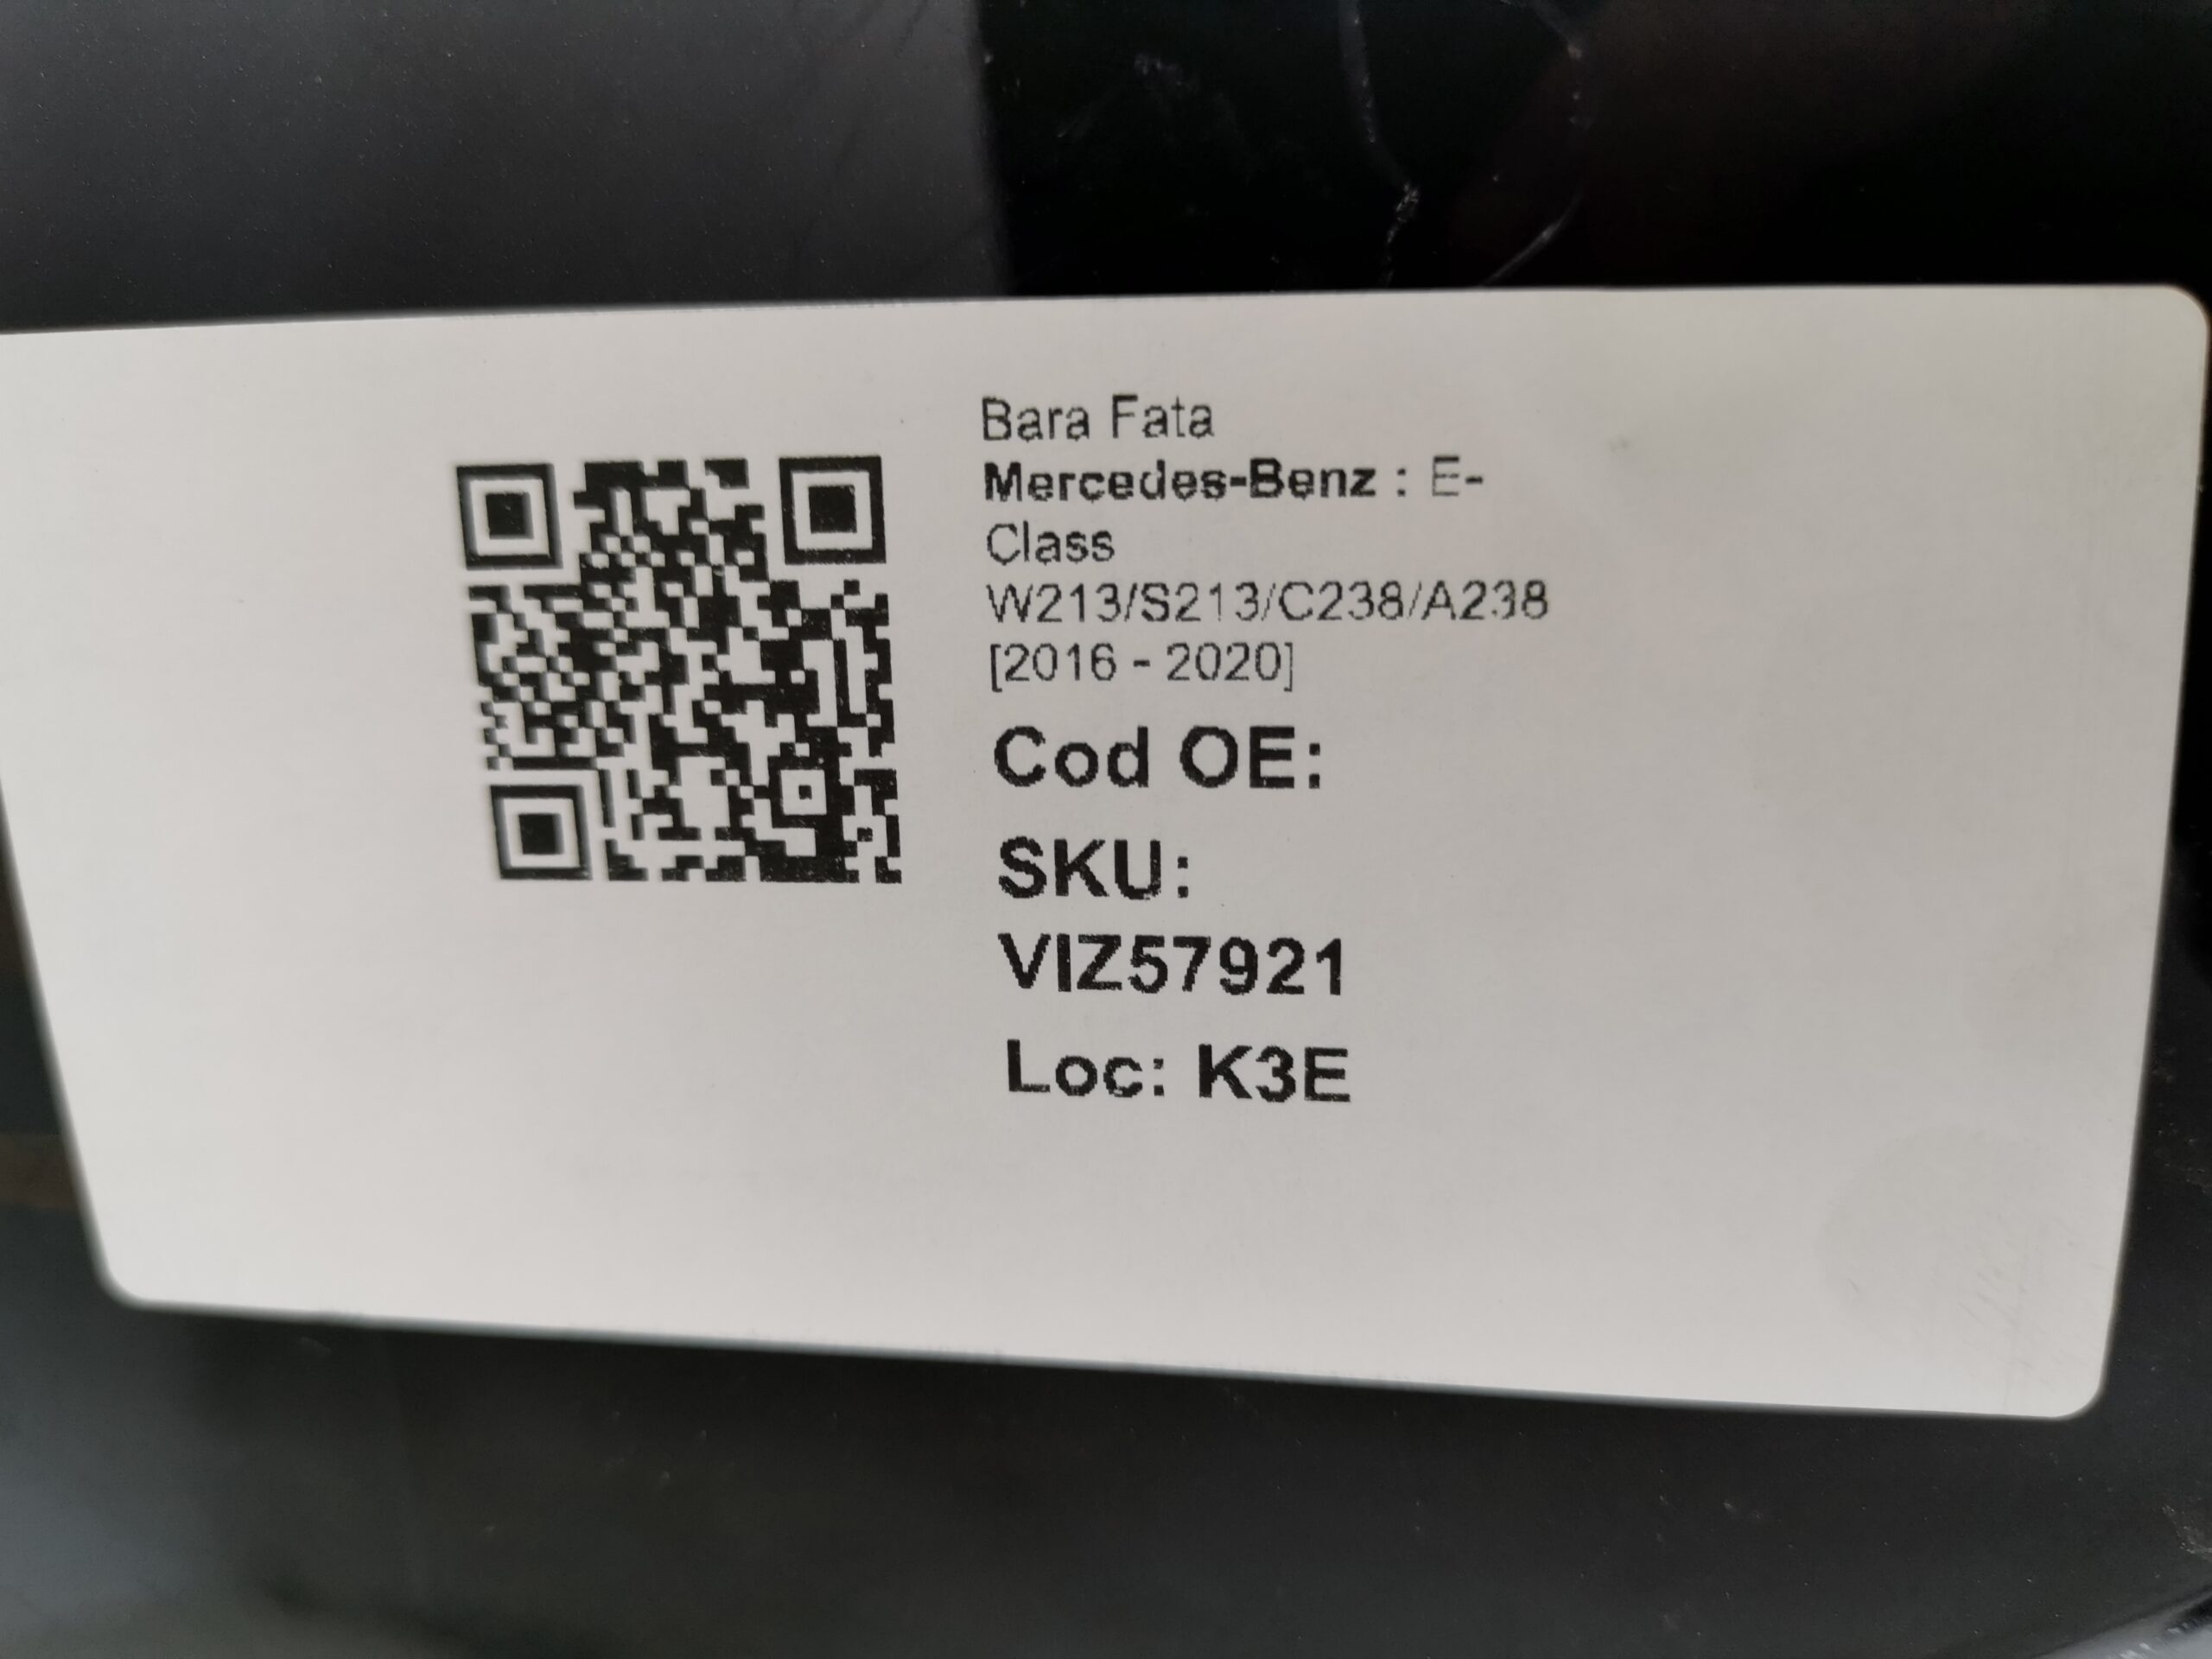 Bara Fata
Mercedes-Benz : E-
Class
W213/S213/C238/A238
[2016 - 2020]
Cod OE:
SKU:
VIZ57921
Loc: K3E